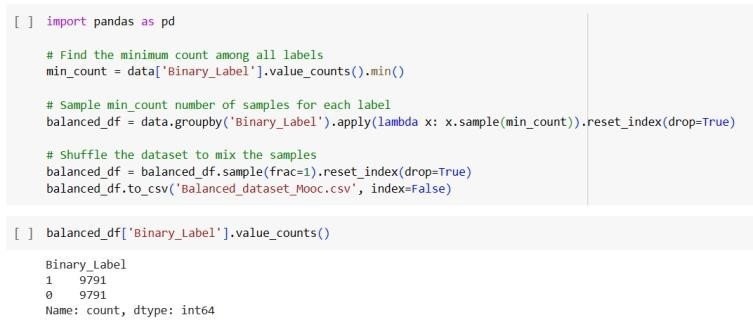 [ ] import pandas as pd
# Find the minimum count among all labels
min_count = data['Binary_Label'].value_counts().min()
# Sample min_count number of samples for each label
balanced_df = data.groupby('Binary_Label').apply(lambda x: x.sample(min_count)).reset_index(drop=True)
# Shuffle the dataset to mix the samples
balanced_df = balanced_df.sample(frac=1).reset_index(drop=True)
balanced_df.to_csv('Balanced_dataset_Mooc.csv', index=False)
[ ] balanced_df['Binary_Label'].value_counts()
Binary_Label
1    9791
0    9791
Name: count, dtype: int64